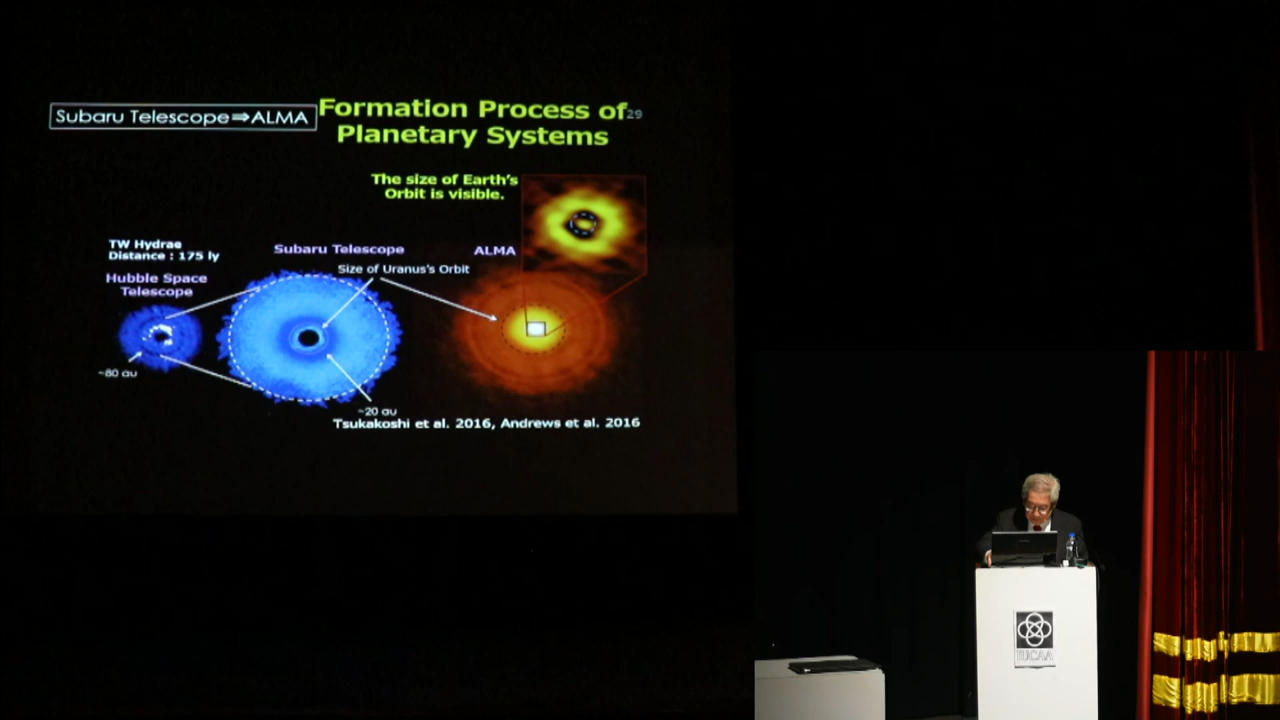 Subaru Telescope⇒ALMA
Formation Process of
Planetary Systems
29
The size of Earth's
Orbit is visible.
TW Hydrae
Distance : 175 ly
Hubble Space
Telescope
Subaru Telescope
ALMA
Size of Uranus's Orbit
~80 au
~20 au
Tsukakoshi et al. 2016, Andrews et al. 2016
IUCAA